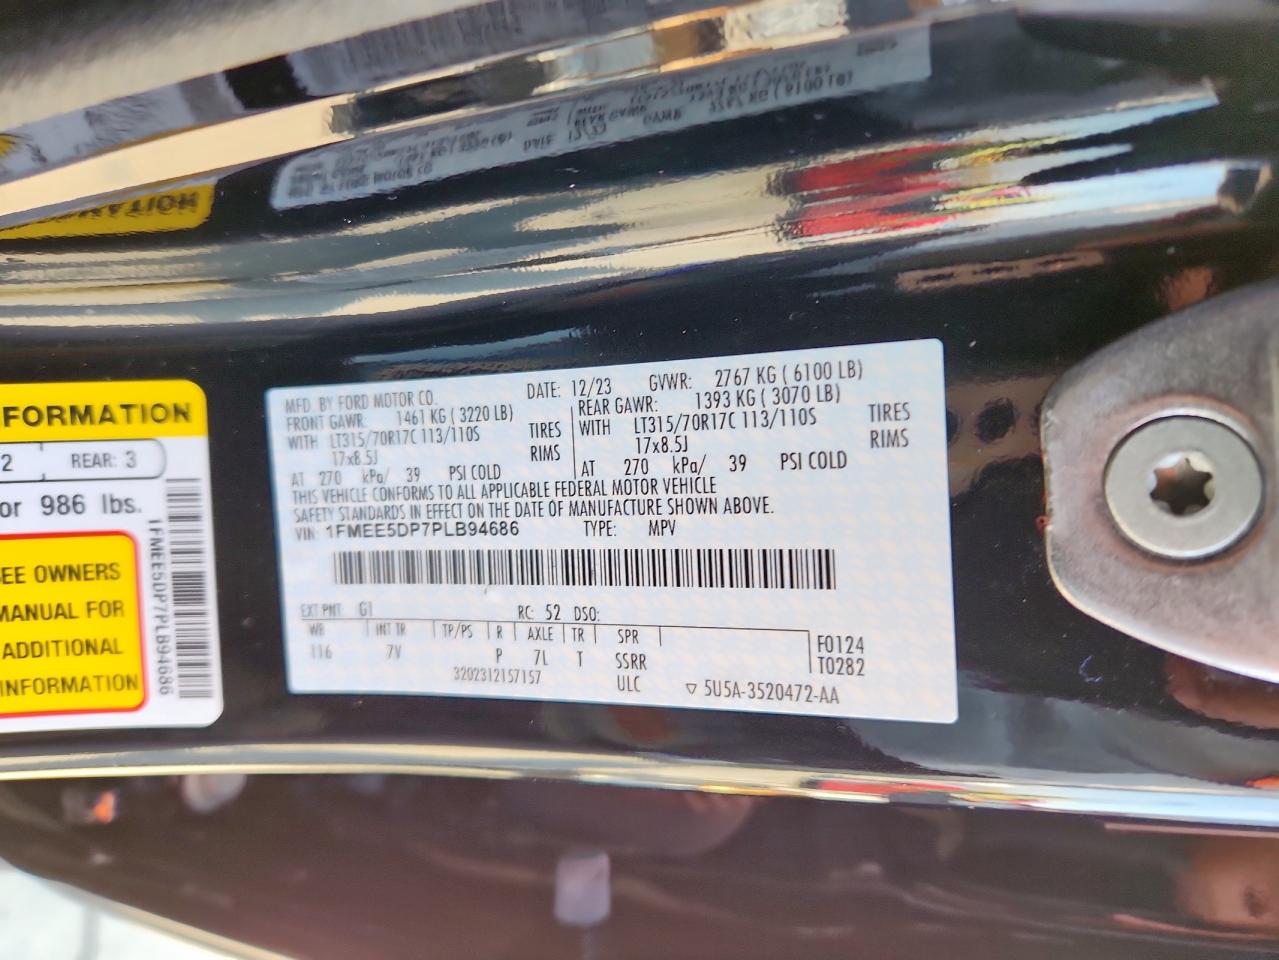 MFD. BY FORD MOTOR CO. DATE: 12/23 GVWR: 2767 KG ( 6100 LB)
FRONT GAWR: 1461 KG ( 3220 LB) REAR GAWR: 1393 KG ( 3070 LB)
WITH LT315/70R17C 113/110S TIRES WITH LT315/70R17C 113/110S TIRES
17x8.5J RIMS 17x8.5J RIMS
AT 270 kPa/ 39 PSI COLD AT 270 kPa/ 39 PSI COLD
THIS VEHICLE CONFORMS TO ALL APPLICABLE FEDERAL MOTOR VEHICLE
SAFETY STANDARDS IN EFFECT ON THE DATE OF MANUFACTURE SHOWN ABOVE.
VIN: 1FMEE5DP7PLB94686 TYPE: MPV
EXT PNT: G1 RC: 52 DSO:
WB INT TR TP/PS R AXLE TR SPR F0124
116 7V P 7L T SSRR T0282
3202312157157 ULC ▽ 5U5A-3520472-AA
FORMATION
2 REAR: 3
or 986 lbs.
SEE OWNERS
MANUAL FOR
ADDITIONAL
INFORMATION
1FMEE5DP7PLB94686